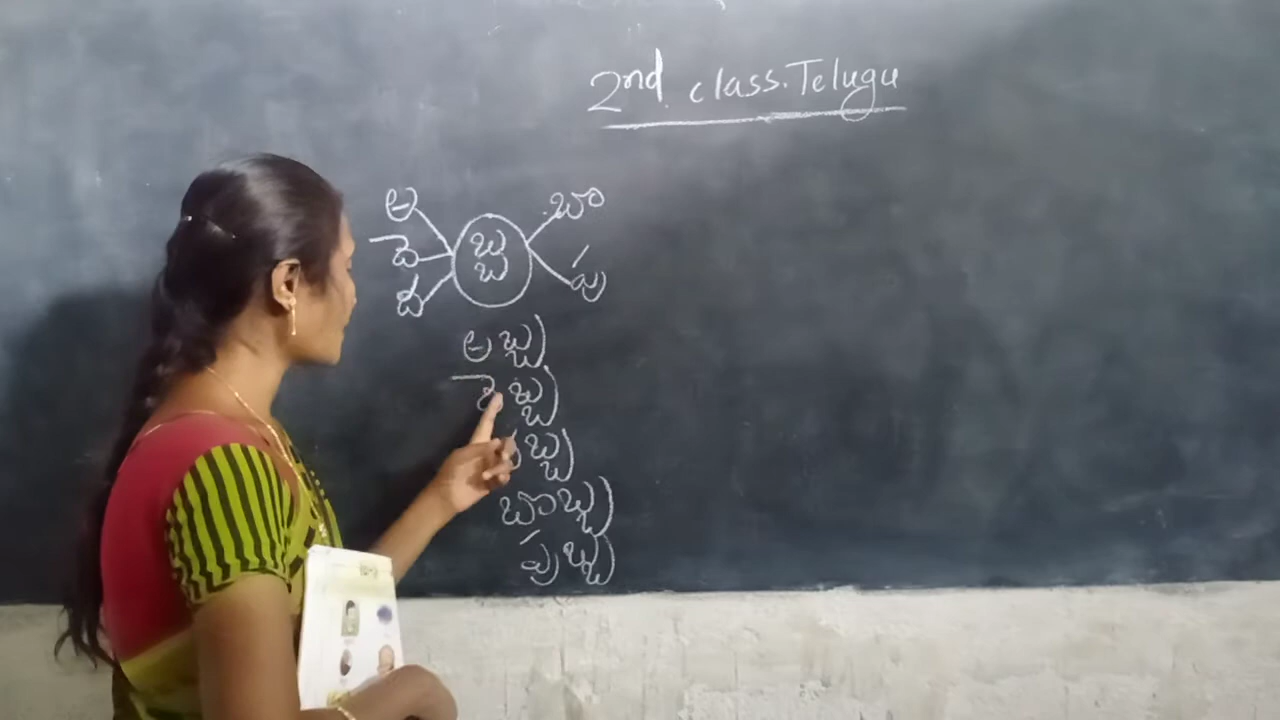 2nd class. Telugu
అ బొ
దె బ్బ
ది పు
అబ్బ)
దెబ్బ)
బ్బ)
బొబ్బ)
పుబ్బ)